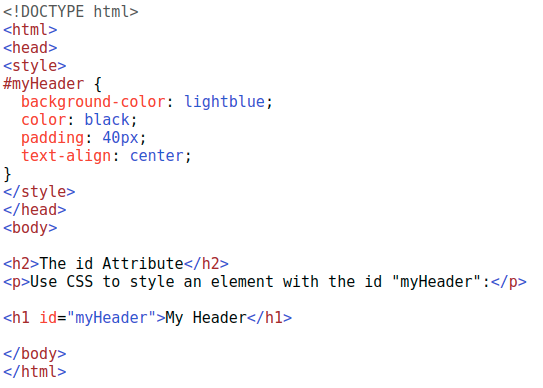 <!DOCTYPE html>
<html>
<head>
<style>
#myHeader {
  background-color: lightblue;
  color: black;
  padding: 40px;
  text-align: center;
}
</style>
</head>
<body>

<h2>The id Attribute</h2>
<p>Use CSS to style an element with the id "myHeader":</p>

<h1 id="myHeader">My Header</h1>

</body>
</html>